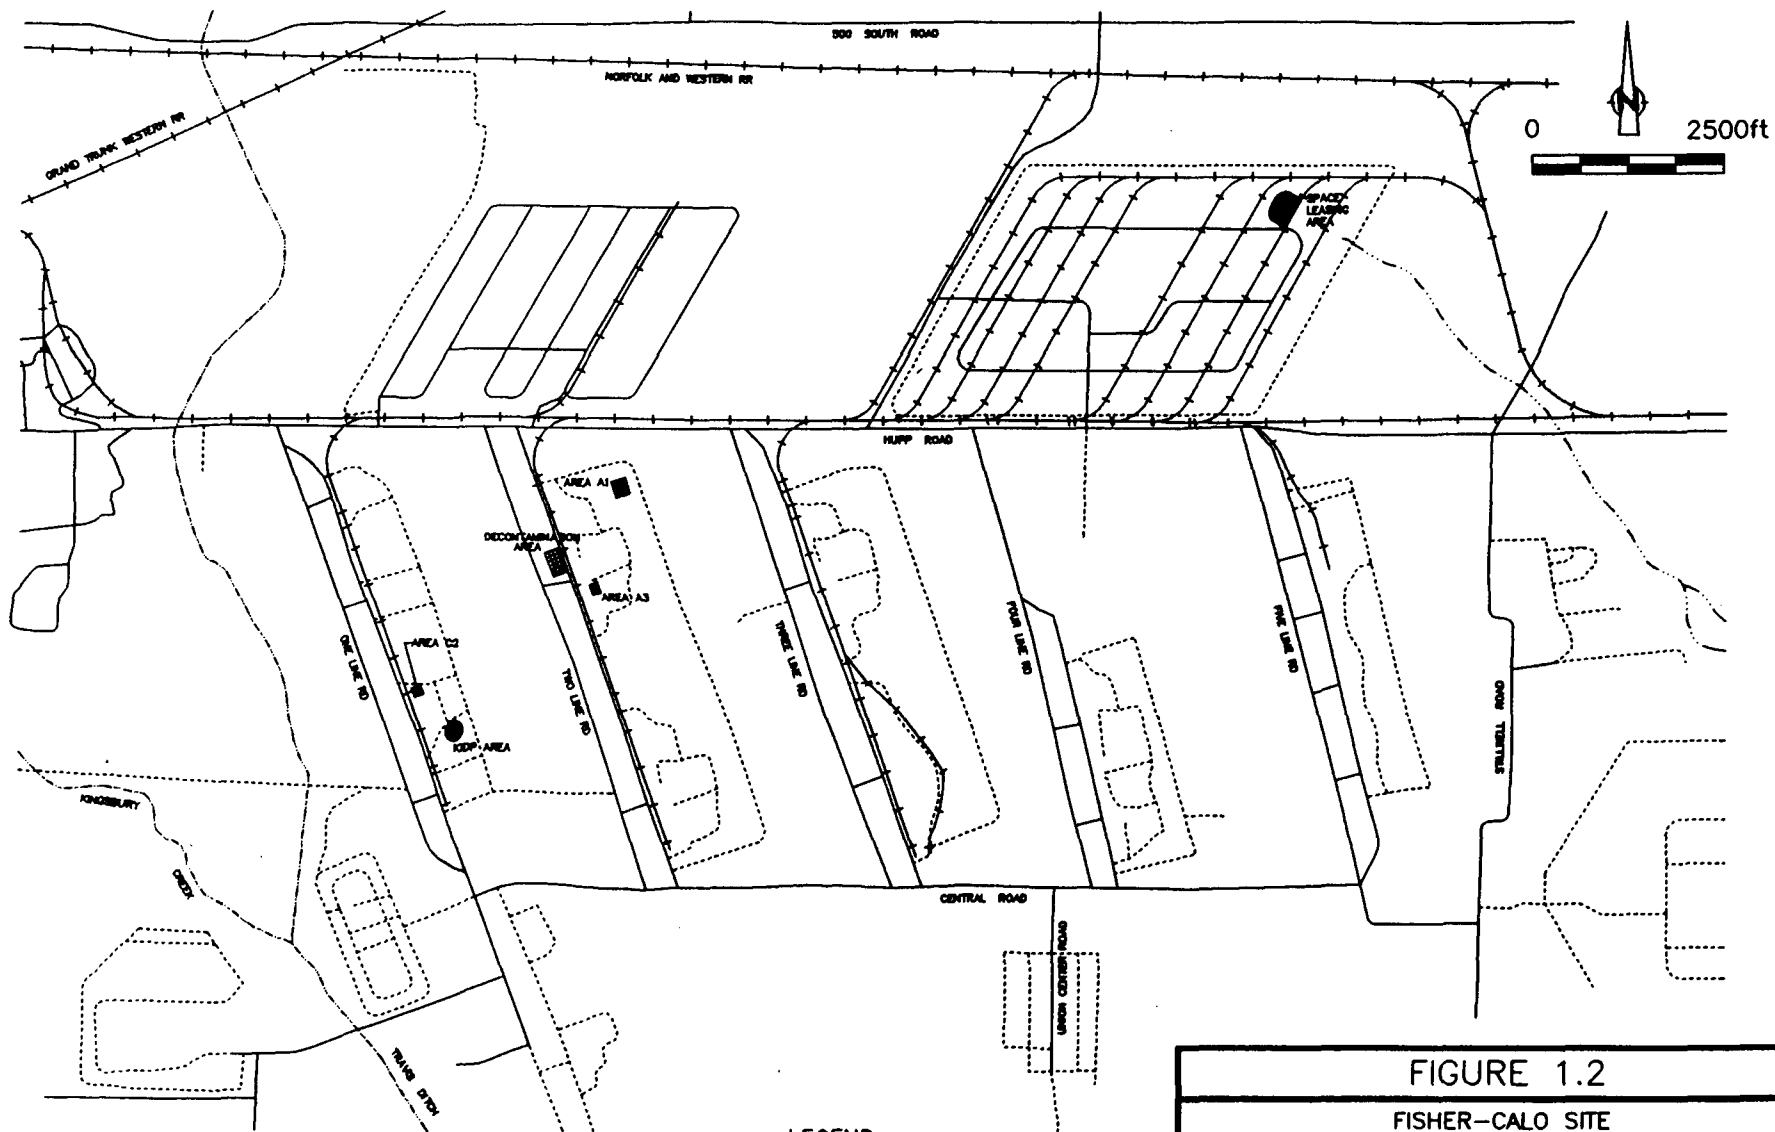 500 SOUTH ROAD
NORFOLK AND WESTERN RR
GRAND TRUNK WESTERN RR
N
0 2500ft
SPACE
LEASING
AREA
HUPP ROAD
AREA A1
DECONTAMINATION
AREA
AREA A3
AREA C2
KIDP AREA
ONE LINE RD
TWO LINE RD
THREE LINE RD
FOUR LINE RD
FIVE LINE RD
STILLWELL ROAD
KINGSBURY
CREEK
CENTRAL ROAD
UNION CENTER ROAD
TRAVIS DITCH
LEGEND
FIGURE 1.2
FISHER-CALO SITE